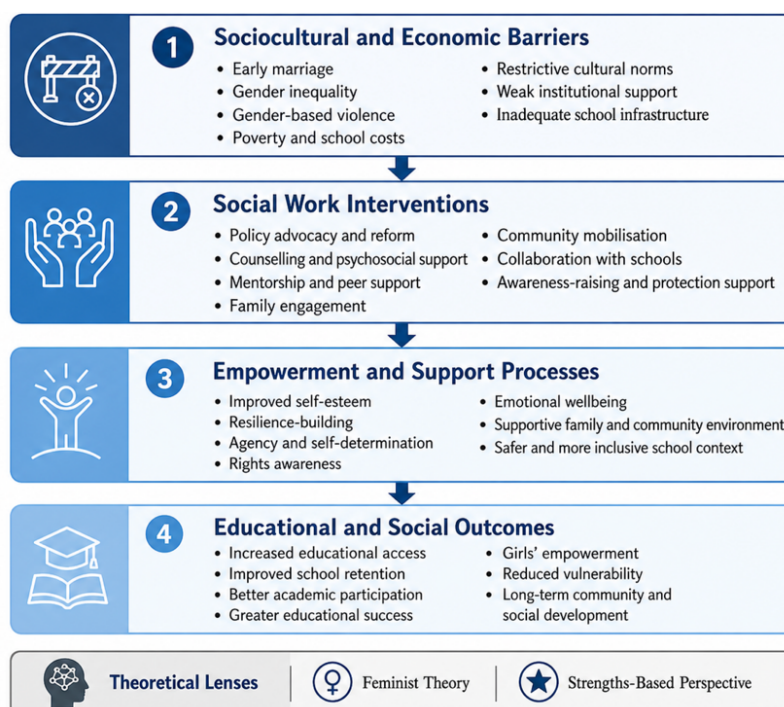 1 Sociocultural and Economic Barriers
• Early marriage
• Gender inequality
• Gender-based violence
• Poverty and school costs
• Restrictive cultural norms
• Weak institutional support
• Inadequate school infrastructure
2 Social Work Interventions
• Policy advocacy and reform
• Counselling and psychosocial support
• Mentorship and peer support
• Family engagement
• Community mobilisation
• Collaboration with schools
• Awareness-raising and protection support
3 Empowerment and Support Processes
• Improved self-esteem
• Resilience-building
• Agency and self-determination
• Rights awareness
• Emotional wellbeing
• Supportive family and community environment
• Safer and more inclusive school context
4 Educational and Social Outcomes
• Increased educational access
• Improved school retention
• Better academic participation
• Greater educational success
• Girls’ empowerment
• Reduced vulnerability
• Long-term community and
social development
Theoretical Lenses
Feminist Theory
Strengths-Based Perspective